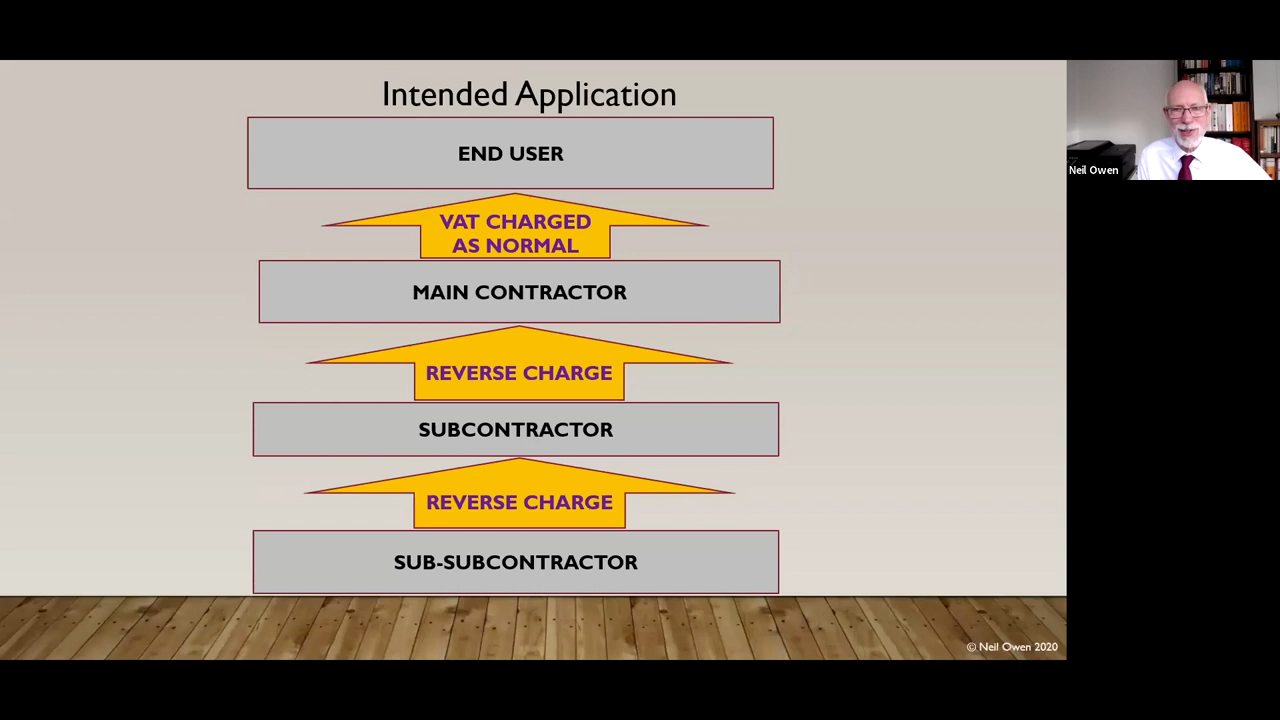 Intended Application
END USER
VAT CHARGED
AS NORMAL
MAIN CONTRACTOR
REVERSE CHARGE
SUBCONTRACTOR
REVERSE CHARGE
SUB-SUBCONTRACTOR
© Neil Owen 2020
Neil Owen